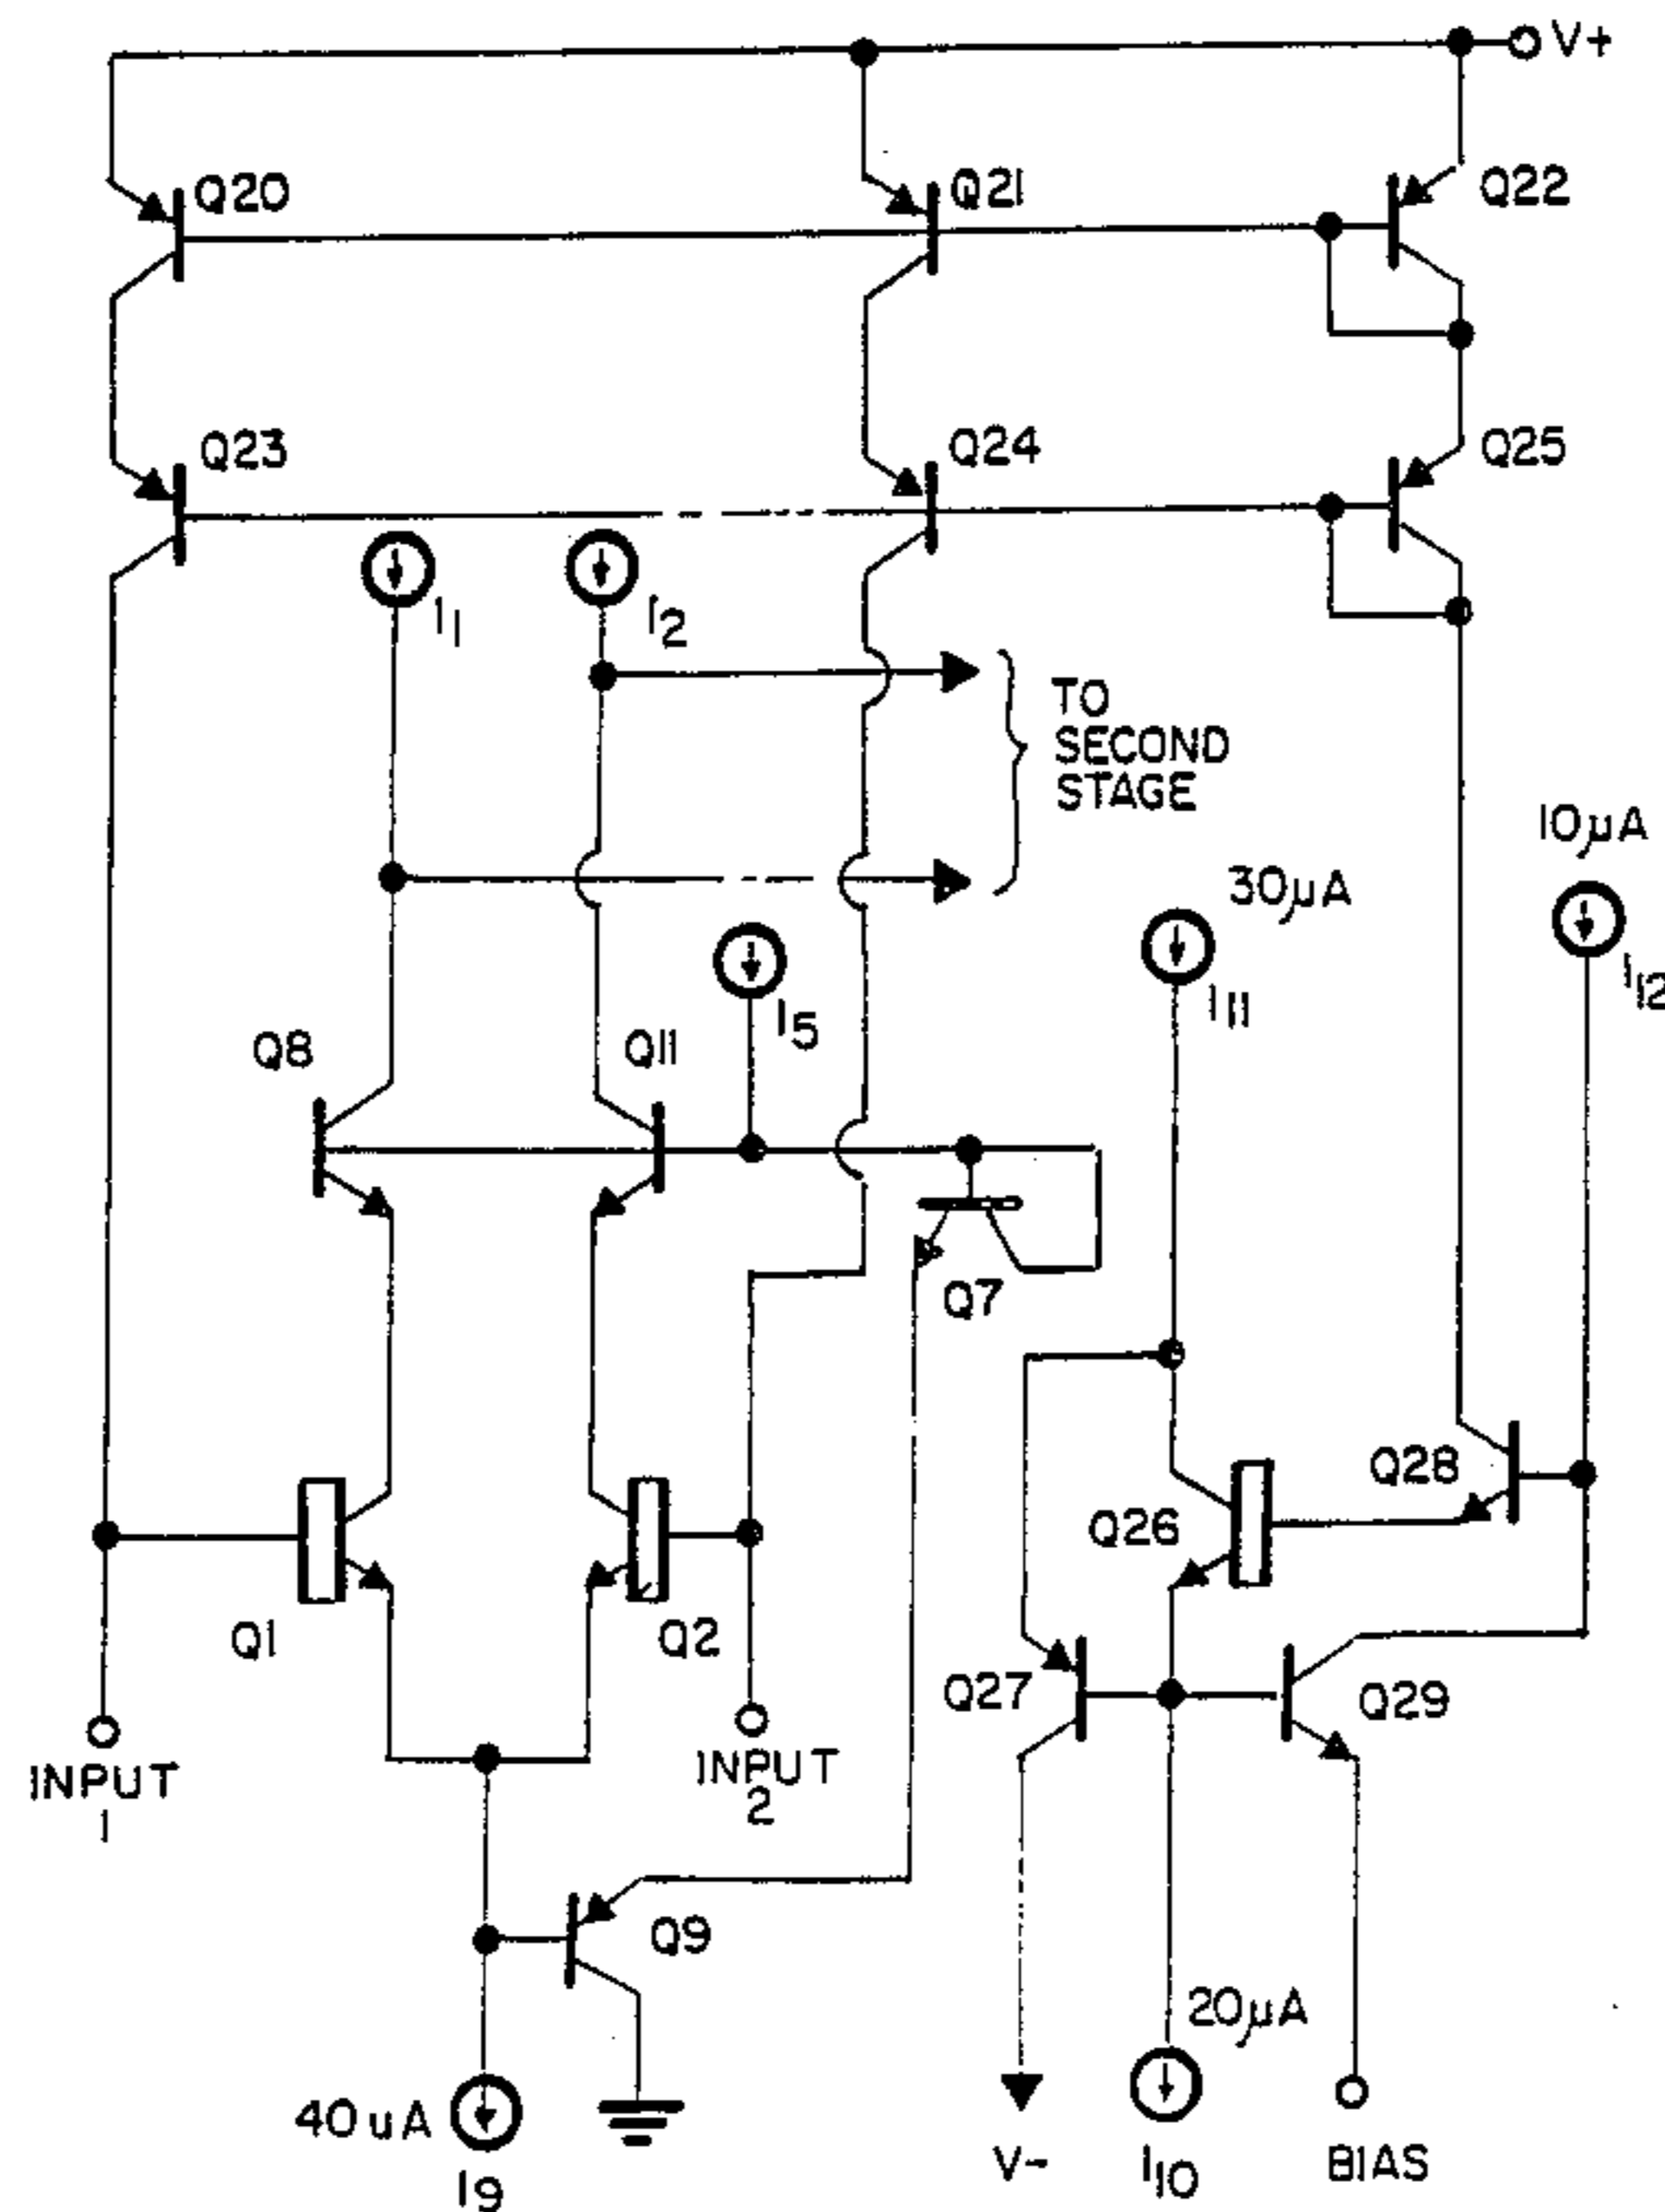 V+
Q20
Q21
Q22
Q23
Q24
Q25
I1
I2
TO
SECOND
STAGE
10µA
30µA
I12
I11
I5
Q8
Q11
Q7
Q28
Q26
Q1
Q2
Q27
Q29
INPUT
1
INPUT
2
Q9
20µA
40uA
V-
I10
BIAS
I9